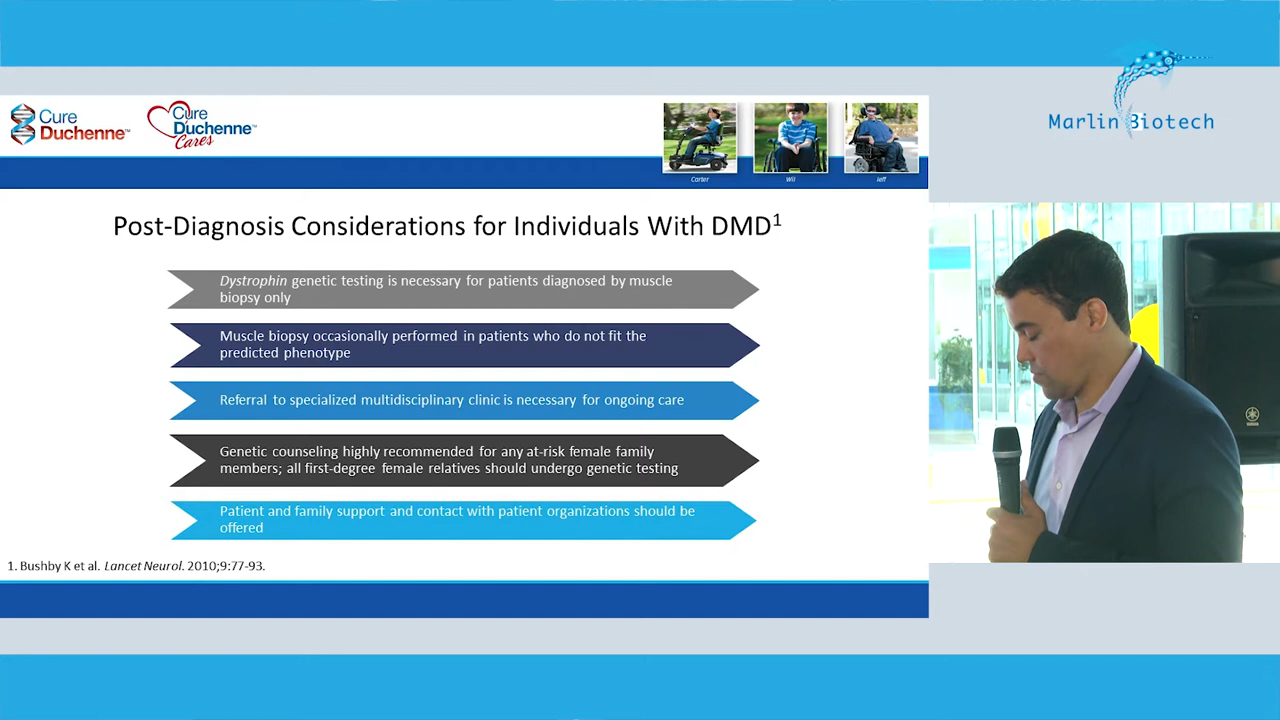 Marlin Biotech
Cure
Duchenne™
Cure
Duchenne™
Cares
Carter
Will
Jeff
Post-Diagnosis Considerations for Individuals With DMD¹
Dystrophin genetic testing is necessary for patients diagnosed by muscle
biopsy only
Muscle biopsy occasionally performed in patients who do not fit the
predicted phenotype
Referral to specialized multidisciplinary clinic is necessary for ongoing care
Genetic counseling highly recommended for any at-risk female family
members; all first-degree female relatives should undergo genetic testing
Patient and family support and contact with patient organizations should be
offered
1. Bushby K et al. Lancet Neurol. 2010;9:77-93.
YAMAHA